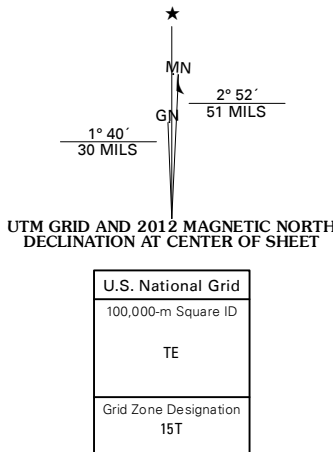 ★
MN
GN
2° 52´
51 MILS
1° 40´
30 MILS
UTM GRID AND 2012 MAGNETIC NORTH
DECLINATION AT CENTER OF SHEET
U.S. National Grid
100,000-m Square ID
TE
Grid Zone Designation
15T